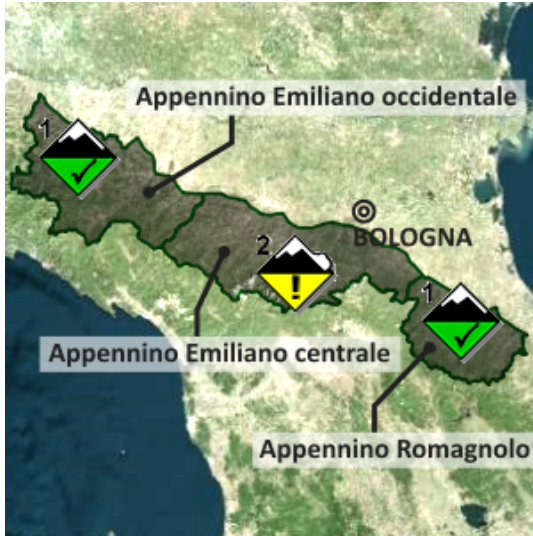 Appennino Emiliano occidentale
1
BOLOGNA
2
!
1
Appennino Emiliano centrale
Appennino Romagnolo